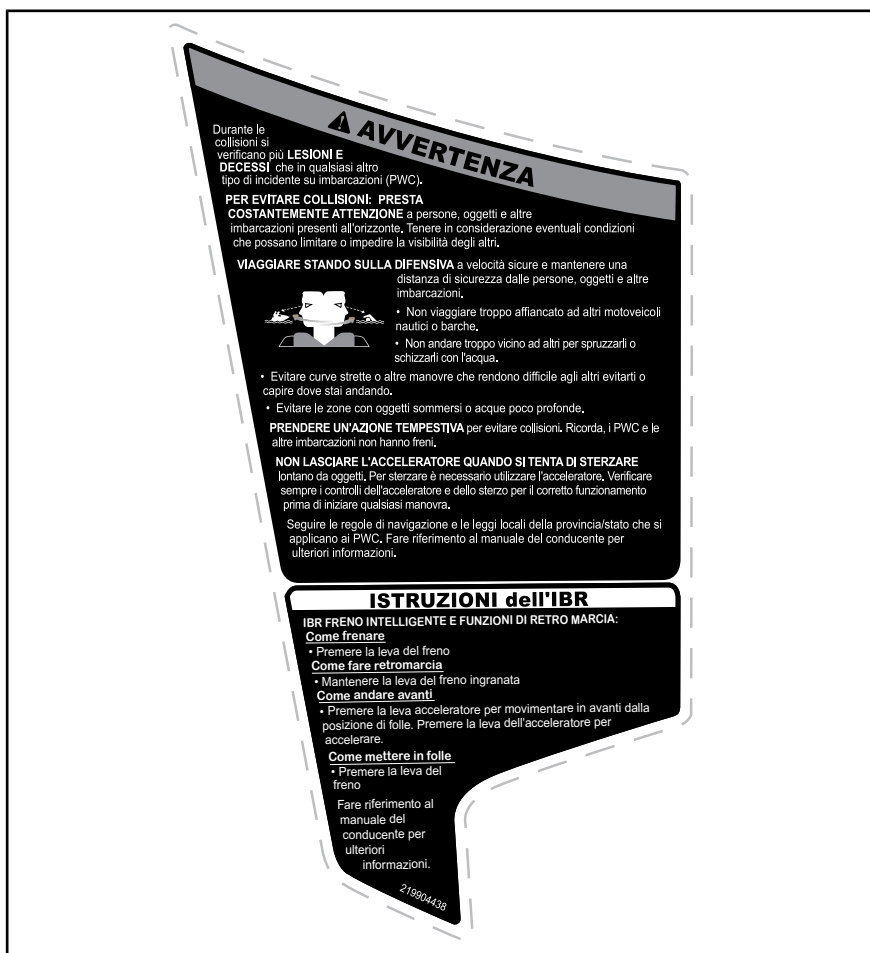 AVVERTENZA
Durante le
collisioni si
verificano più LESIONI E
DECESSI che in qualsiasi altro
tipo di incidente su imbarcazioni (PWC).
PER EVITARE COLLISIONI: PRESTA
COSTANTEMENTE ATTENZIONE a persone, oggetti e altre
imbarcazioni presenti all'orizzonte. Tenere in considerazione eventuali condizioni
che possano limitare o impedire la visibilità degli altri.
VIAGGIARE STANDO SULLA DIFENSIVA a velocità sicure e mantenere una
distanza di sicurezza dalle persone, oggetti e altre
imbarcazioni.
• Non viaggiare troppo affiancato ad altri motoveicoli
nautici o barche.
• Non andare troppo vicino ad altri per spruzzarli o
schizzarli con l'acqua.
• Evitare curve strette o altre manovre che rendono difficile agli altri evitarti o
capire dove stai andando.
• Evitare le zone con oggetti sommersi o acque poco profonde.
PRENDERE UN'AZIONE TEMPESTIVA per evitare collisioni. Ricorda, i PWC e le
altre imbarcazioni non hanno freni.
NON LASCIARE L'ACCELERATORE QUANDO SI TENTA DI STERZARE
lontano da oggetti. Per sterzare è necessario utilizzare l'acceleratore. Verificare
sempre i controlli dell'acceleratore e dello sterzo per il corretto funzionamento
prima di iniziare qualsiasi manovra.
Seguire le regole di navigazione e le leggi locali della provincia/stato che si
applicano ai PWC. Fare riferimento al manuale del conducente per
ulteriori informazioni.
ISTRUZIONI dell'IBR
IBR FRENO INTELLIGENTE E FUNZIONI DI RETRO MARCIA:
Come frenare
• Premere la leva del freno
Come fare retromarcia
• Mantenere la leva del freno ingranata
Come andare avanti
• Premere la leva acceleratore per movimentare in avanti dalla
posizione di folle. Premere la leva dell'acceleratore per
accelerare.
Come mettere in folle
• Premere la leva del
freno
Fare riferimento al
manuale del
conducente per
ulteriori
informazioni.
219904438